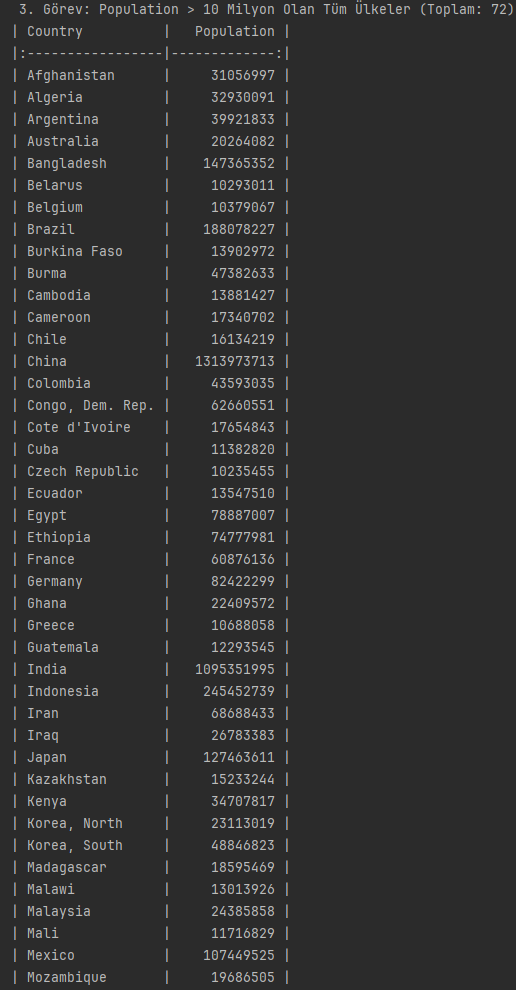 3. Görev: Population > 10 Milyon Olan Tüm Ülkeler (Toplam: 72)
| Country          |   Population |
|:-----------------|-------------:|
| Afghanistan      |     31056997 |
| Algeria          |     32930091 |
| Argentina        |     39921833 |
| Australia        |     20264082 |
| Bangladesh       |    147365352 |
| Belarus          |     10293011 |
| Belgium          |     10379067 |
| Brazil           |    188078227 |
| Burkina Faso     |     13902972 |
| Burma            |     47382633 |
| Cambodia         |     13881427 |
| Cameroon         |     17340702 |
| Chile            |     16134219 |
| China            |   1313973713 |
| Colombia         |     43593035 |
| Congo, Dem. Rep. |     62660551 |
| Cote d'Ivoire    |     17654843 |
| Cuba             |     11382820 |
| Czech Republic   |     10235455 |
| Ecuador          |     13547510 |
| Egypt            |     78887007 |
| Ethiopia         |     74777981 |
| France           |     60876136 |
| Germany          |     82422299 |
| Ghana            |     22409572 |
| Greece           |     10688058 |
| Guatemala        |     12293545 |
| India            |   1095351995 |
| Indonesia        |    245452739 |
| Iran             |     68688433 |
| Iraq             |     26783383 |
| Japan            |    127463611 |
| Kazakhstan       |     15233244 |
| Kenya            |     34707817 |
| Korea, North     |     23113019 |
| Korea, South     |     48846823 |
| Madagascar       |     18595469 |
| Malawi           |     13013926 |
| Malaysia         |     24385858 |
| Mali             |     11716829 |
| Mexico           |    107449525 |
| Mozambique       |     19686505 |